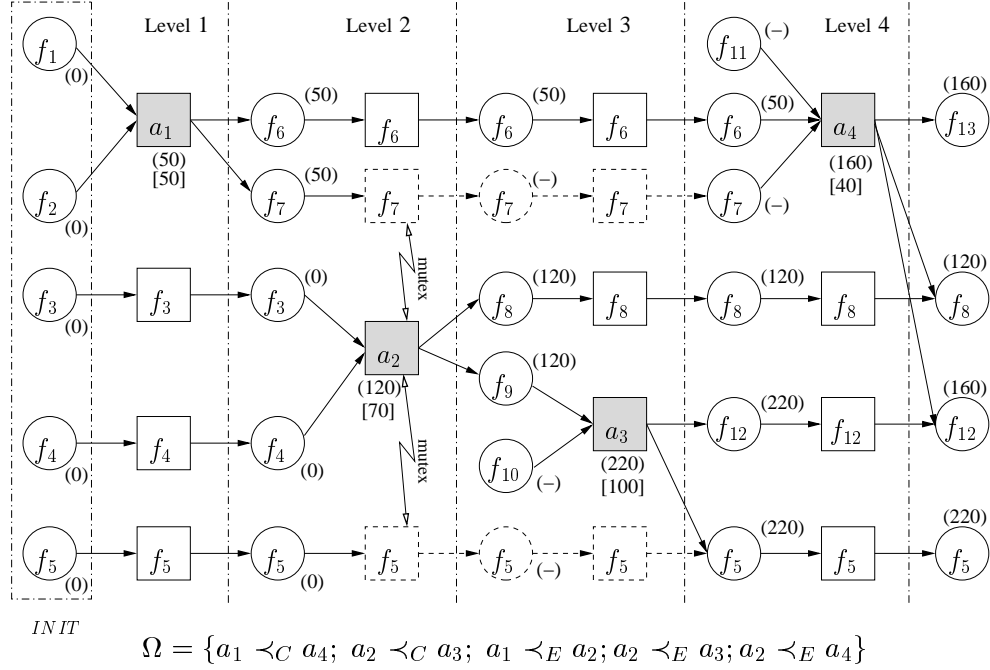 Level 1 Level 2 Level 3 Level 4
f₁ (0) f₁₁ (–)
(50) (50) (50) (160)
a₁ f₆ f₆ f₆ f₆ f₆ a₄ f₁₃
(50) (160)
[50] [40]
(50) (–)
f₂ f₇ f₇ f₇ f₇ f₇ (–)
(0)
mutex
(0) (120) (120) (120)
f₃ f₃ f₃ f₈ f₈ f₈ f₈ f₈
(0)
a₂
(120)
[70]
f₉ (120)
mutex
(220) (160)
f₄ f₄ f₄ a₃ f₁₂ f₁₂ f₁₂
(0) (0) (220)
[100]
f₁₀ (–)
(220) (220)
f₅ f₅ f₅ f₅ f₅ f₅ f₅ f₅ f₅
(0) (0) (–)
INIT
Ω = {a₁ ≺C a₄; a₂ ≺C a₃; a₁ ≺E a₂; a₂ ≺E a₃; a₂ ≺E a₄}